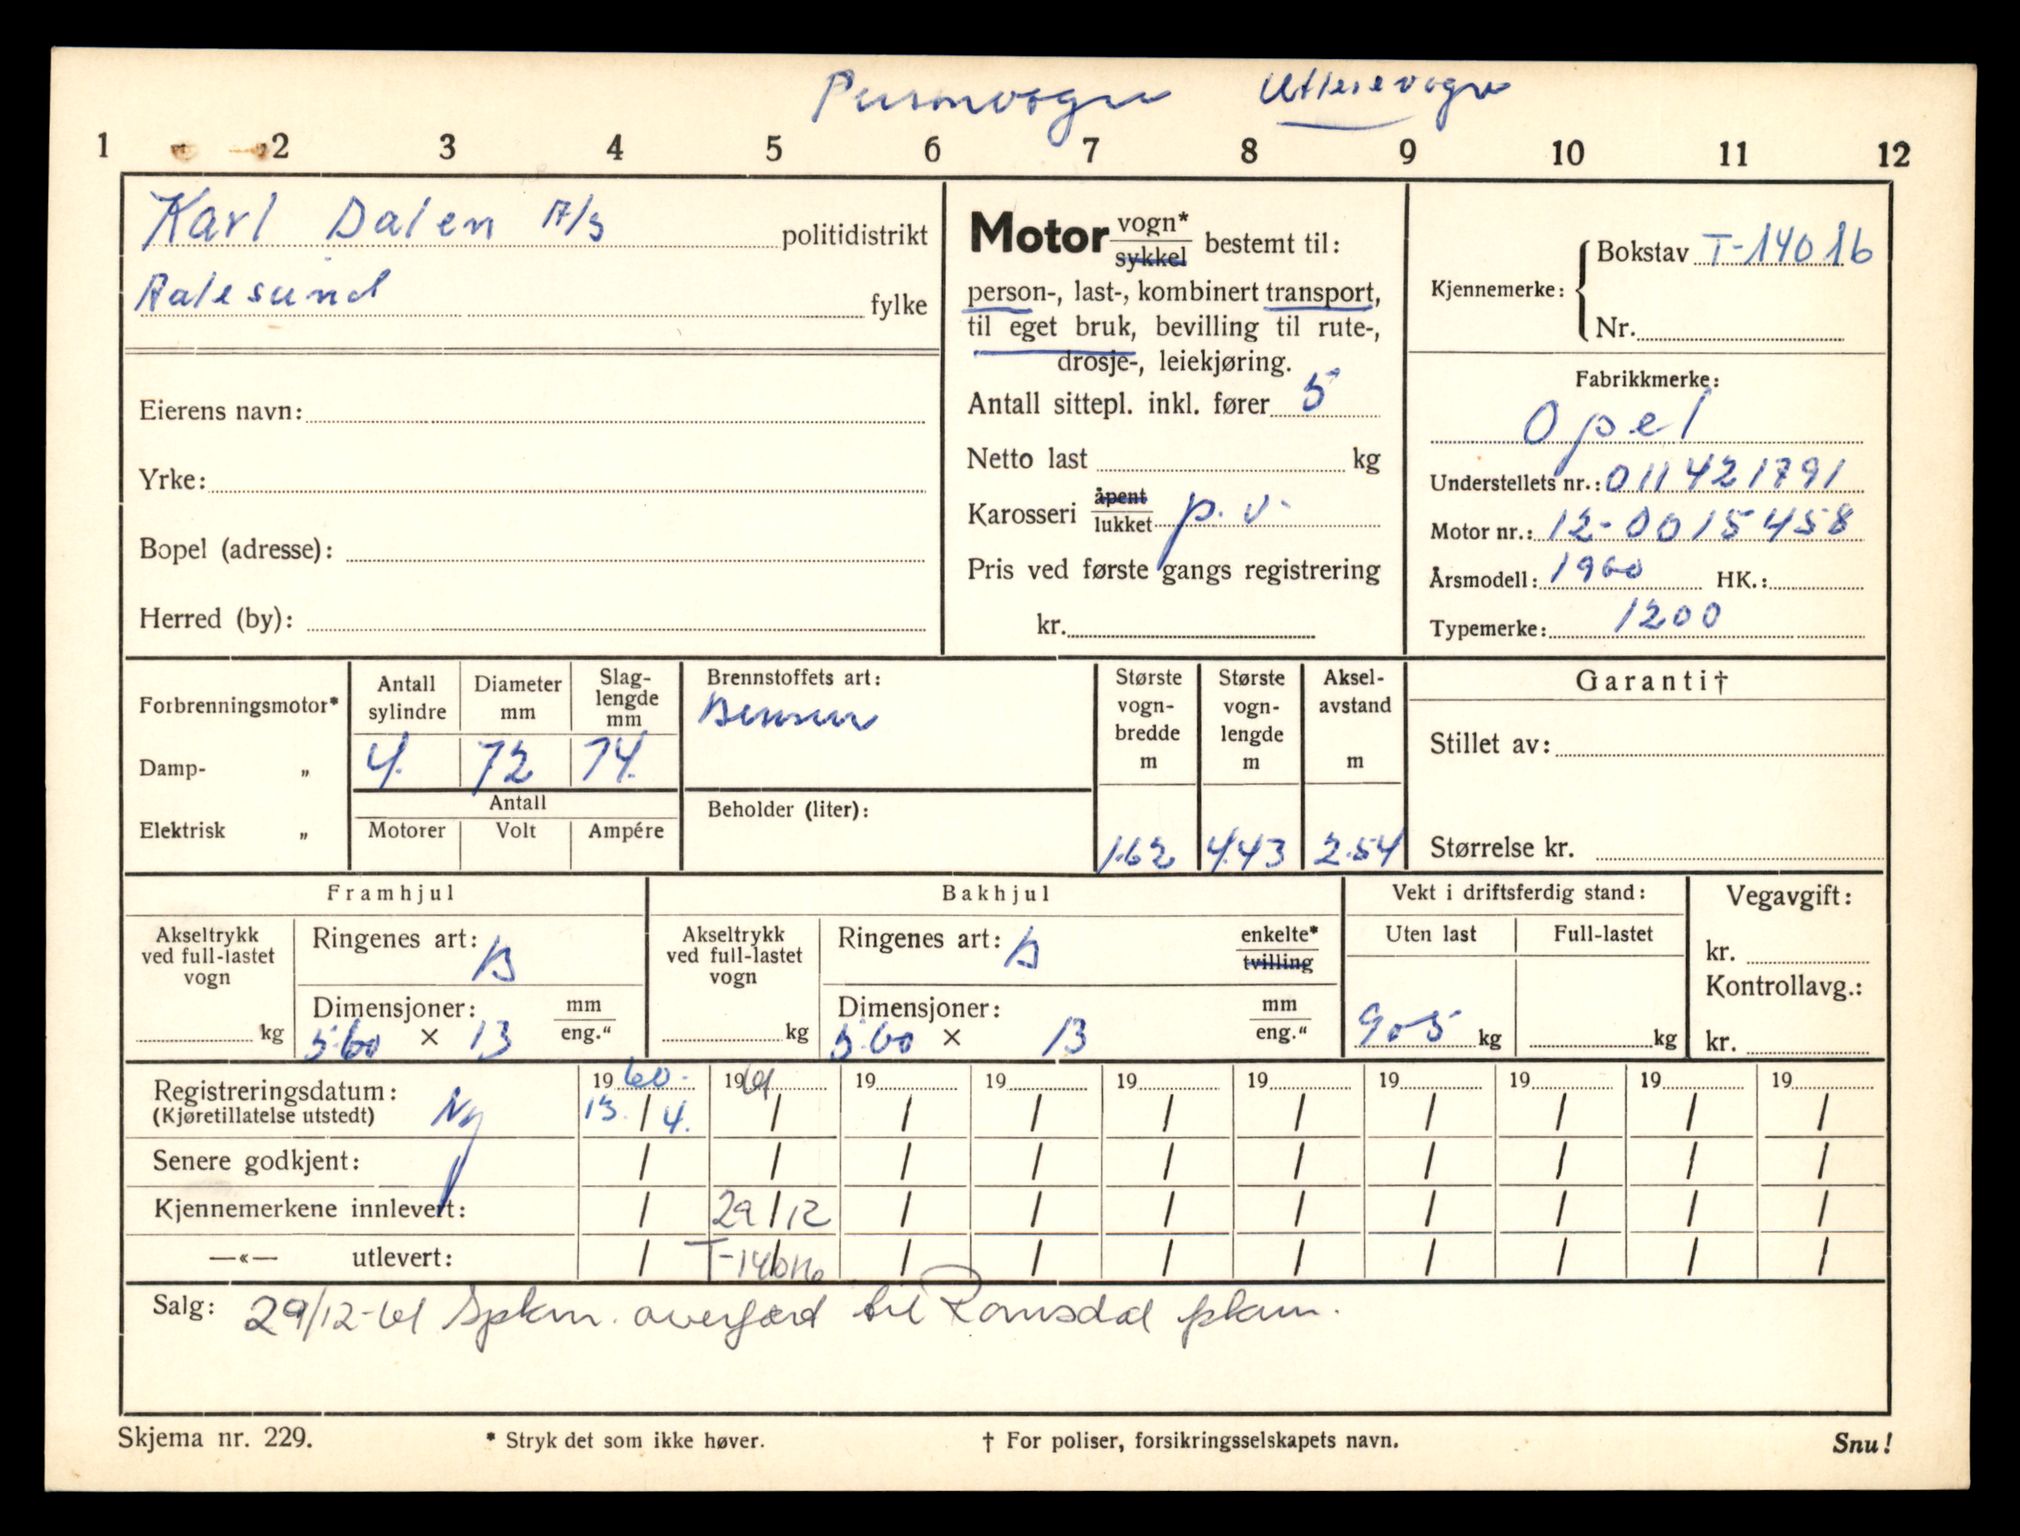 Personvogn Utleievogn
1 2 3 4 5 6 7 8 9 10 11 12
Karl Dalen A/S politidistrikt
Aalesund fylke
Eierens navn:
Yrke:
Bopel (adresse):
Herred (by):
Motor vogn* sykkel bestemt til:
person-, last-, kombinert transport,
til eget bruk, bevilling til rute-,
drosje-, leiekjøring.
Antall sittepl. inkl. fører 5
Netto last kg
Karosseri åpent lukket p.v.
Pris ved første gangs registrering
kr.
Kjennemerke: Bokstav T-14016
Nr.
Fabrikkmerke:
Opel
Understellets nr.: 011421791
Motor nr.: 12-0015458
Årsmodell: 1960 HK.:
Typemerke: 1200
Forbrenningsmotor*
Damp- „
Elektrisk „
Antall sylindre
4.
Diameter mm
72
Slag-lengde mm
74.
Antall
Motorer Volt Ampére
Brennstoffets art:
Bensin
Beholder (liter):
Største vogn-bredde m
1.62
Største vogn-lengde m
4.43
Aksel-avstand m
2.54
Garanti†
Stillet av:
Størrelse kr.
Framhjul
Akseltrykk ved full-lastet vogn
kg
Ringenes art: B
Dimensjoner: mm
5.60 × 13 eng."
Bakhjul
Akseltrykk ved full-lastet vogn
kg
Ringenes art: B enkelte* tvilling
Dimensjoner: mm
5.60 × 13 eng."
Vekt i driftsferdig stand:
Uten last Full-lastet
905 kg kg
Vegavgift:
kr.
Kontrollavg.:
kr.
Registreringsdatum: 1960. 1961 19 19 19 19 19 19 19 19
(Kjøretillatelse utstedt) Ny 13. / 4. / / / / / / / / /
Senere godkjent: / / / / / / / / / /
Kjennemerkene innlevert: / 29/12 / / / / / / / /
—«— utlevert: / T-14016 / / / / / / / / /
Salg: 29/12-61 Spkm. overført til Romsdal pkm.
Skjema nr. 229. * Stryk det som ikke høver. † For poliser, forsikringsselskapets navn. Snu!